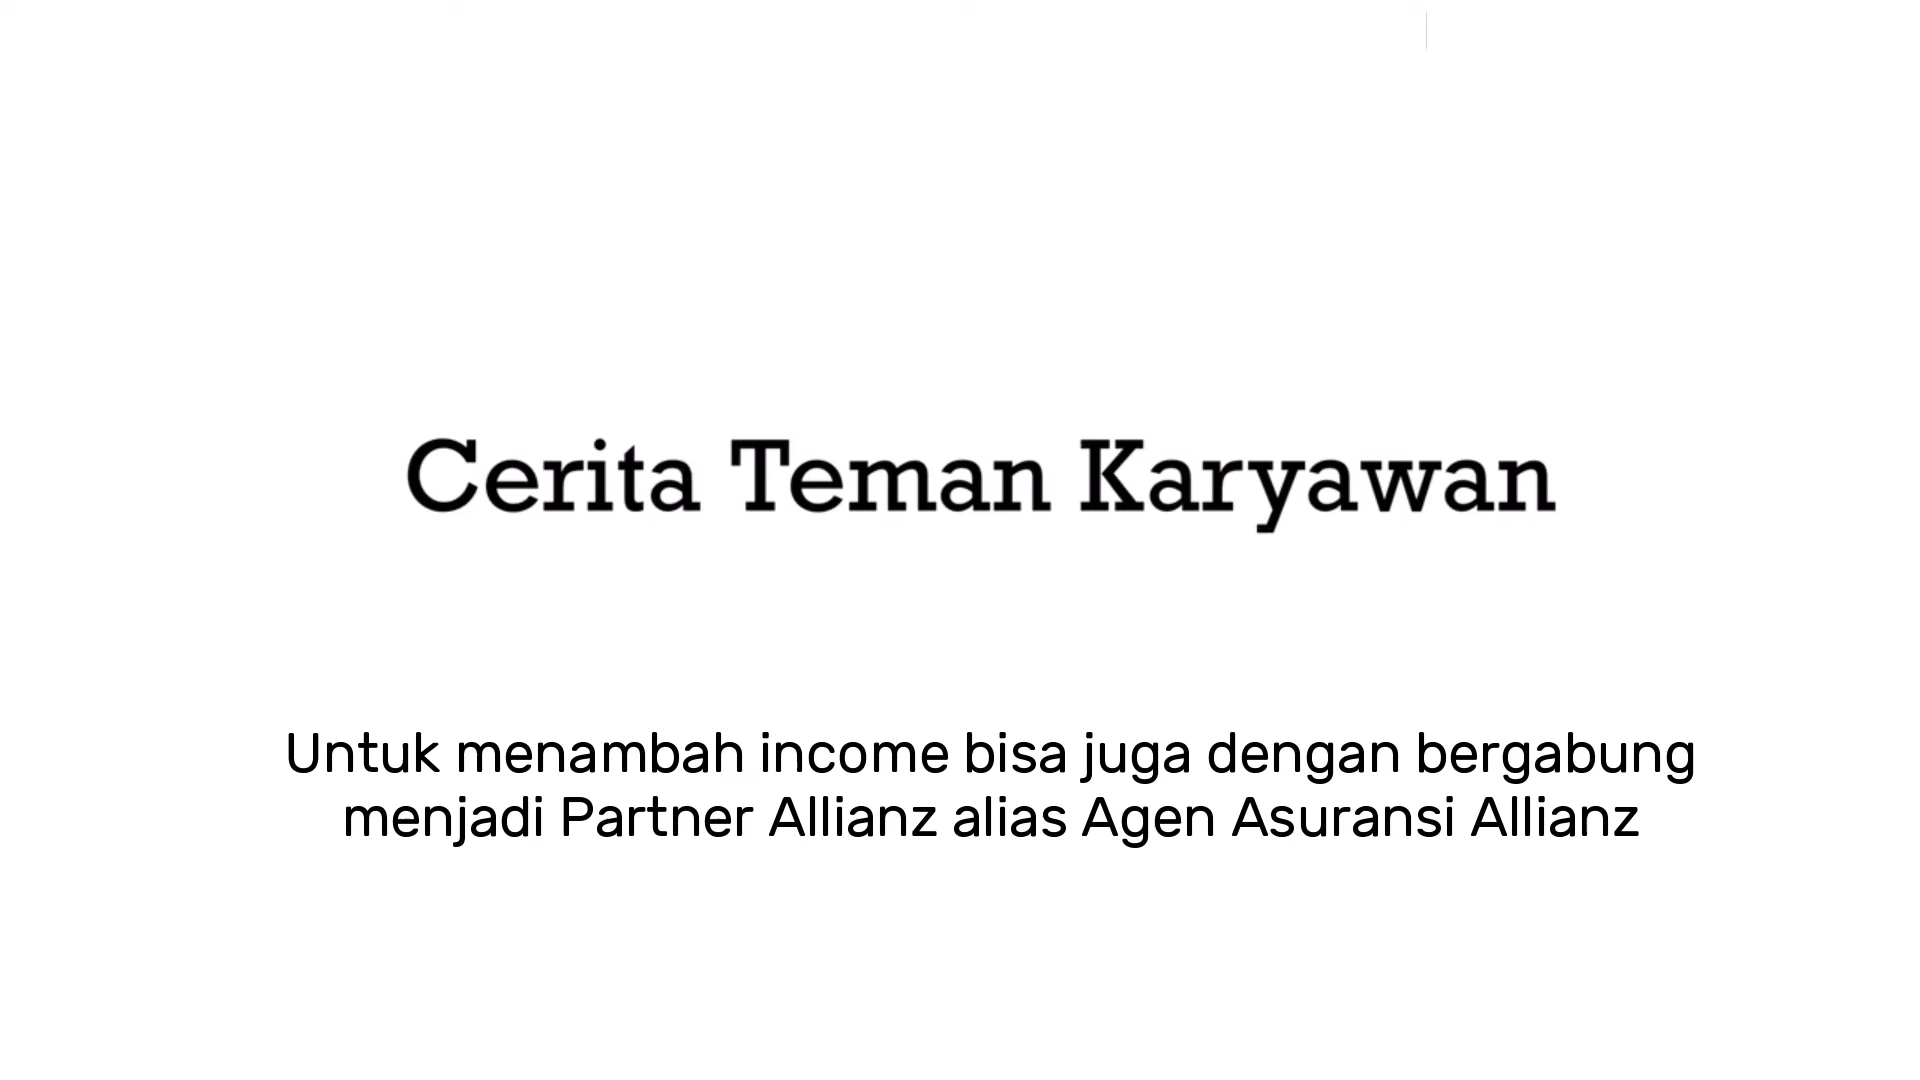 Cerita Teman Karyawan
Untuk menambah income bisa juga dengan bergabung
menjadi Partner Allianz alias Agen Asuransi Allianz